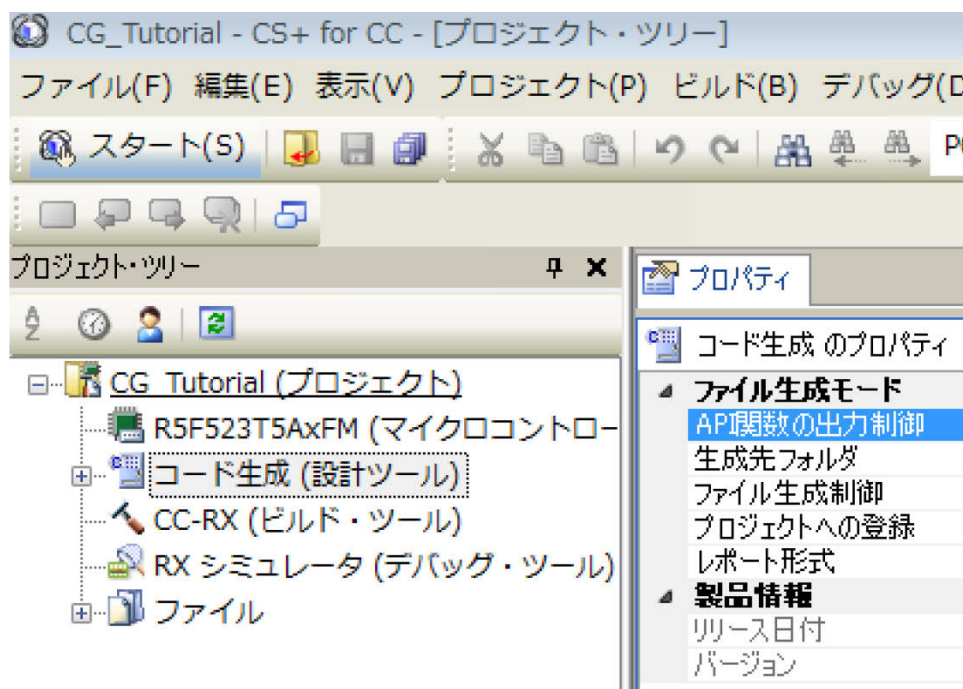 CG_Tutorial - CS+ for CC - [プロジェクト・ツリー]
ファイル(F) 編集(E) 表示(V) プロジェクト(P) ビルド(B) デバッグ(D
スタート(S)
プロジェクト・ツリー
プロパティ
コード生成 のプロパティ
CG_Tutorial (プロジェクト)
R5F523T5AxFM (マイクロコントロー
コード生成 (設計ツール)
CC-RX (ビルド・ツール)
RX シミュレータ (デバッグ・ツール)
ファイル
ファイル生成モード
API関数の出力制御
生成先フォルダ
ファイル生成制御
プロジェクトへの登録
レポート形式
製品情報
リリース日付
バージョン